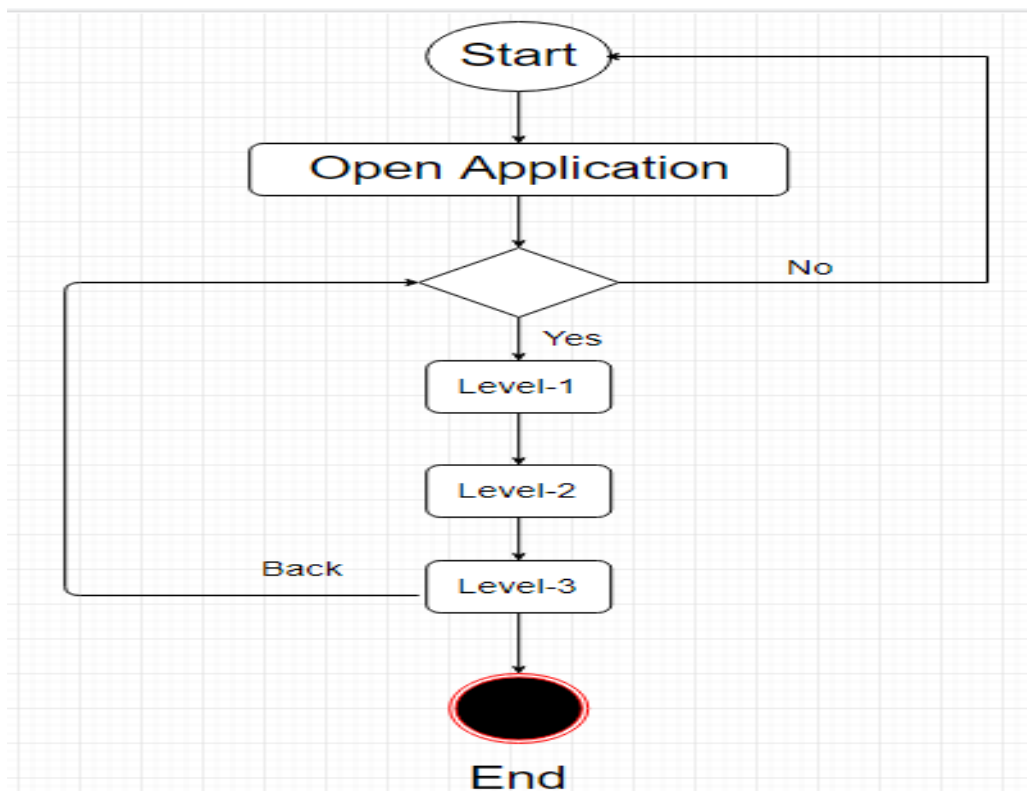 Start
Open Application
No
Yes
Level-1
Level-2
Back
Level-3
End